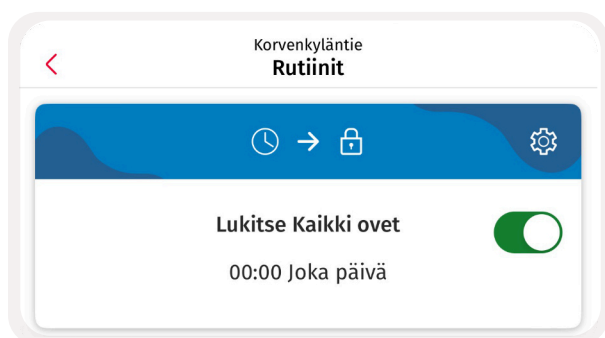 Korvenkyläntie
Rutiinit
Lukitse Kaikki ovet
00:00 Joka päivä